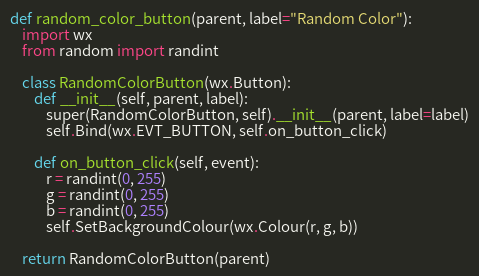 def random_color_button(parent, label="Random Color"):
    import wx
    from random import randint

    class RandomColorButton(wx.Button):
        def __init__(self, parent, label):
            super(RandomColorButton, self).__init__(parent, label=label)
            self.Bind(wx.EVT_BUTTON, self.on_button_click)

        def on_button_click(self, event):
            r = randint(0, 255)
            g = randint(0, 255)
            b = randint(0, 255)
            self.SetBackgroundColour(wx.Colour(r, g, b))

    return RandomColorButton(parent)